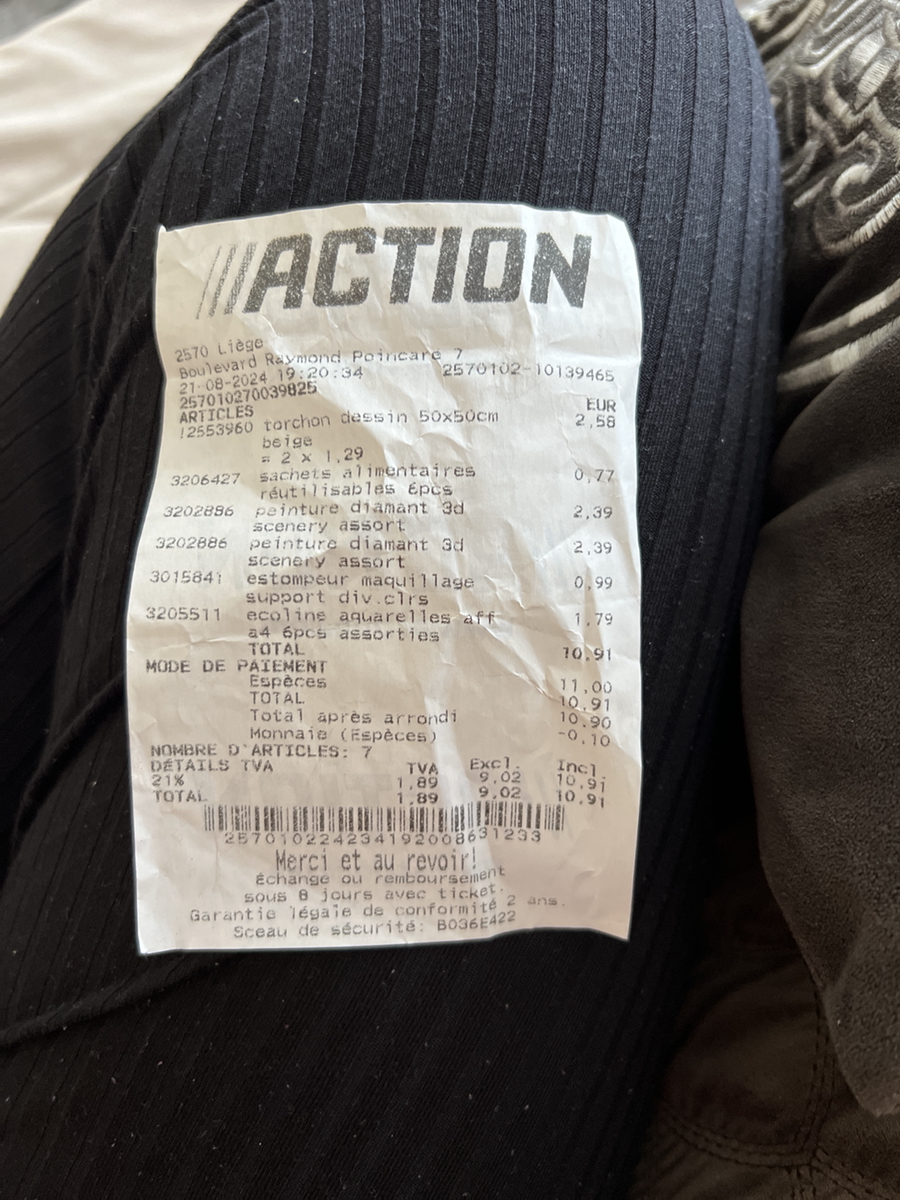 ///ACTION
2570 Liège
Boulevard Raymond Poincaré 7
21-08-2024 19:20:34 2570102-10139465
257010270039825
ARTICLES EUR
2553960 torchon dessin 50x50cm 2,58
beige
= 2 x 1,29
3206427 sachets alimentaires 0,77
réutilisables 6pcs
3202886 peinture diamant 3d 2,39
scenery assort
3202886 peinture diamant 3d 2,39
scenery assort
3015841 estompeur maquillage 0,99
support div.clrs
3205511 ecoline aquarelles aff 1,79
a4 6pcs assorties
TOTAL 10,91
MODE DE PAIEMENT
Espèces 11,00
TOTAL 10,91
Total après arrondi 10,90
Monnaie (Espèces) -0,10
NOMBRE D'ARTICLES: 7
DÉTAILS TVA TVA Excl. Incl.
21% 1,89 9,02 10,91
TOTAL 1,89 9,02 10,91
257010224234192008631233
Merci et au revoir!
Échange ou remboursement
sous 8 jours avec ticket.
Garantie légale de conformité 2 ans.
Sceau de sécurité: B036E422